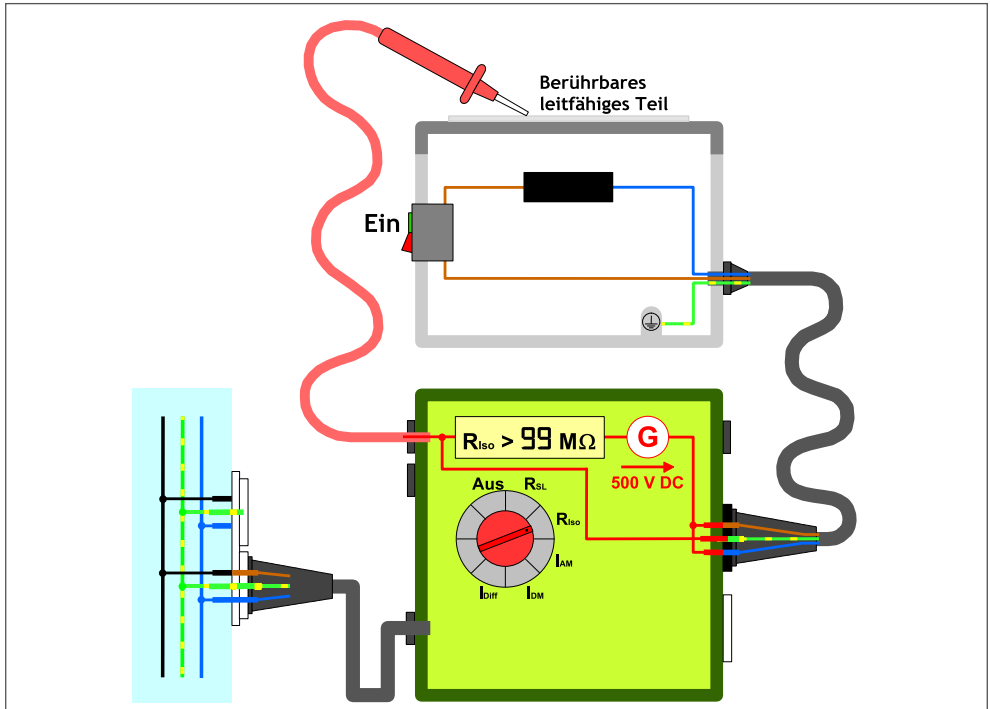 Berührbares
leitfähiges Teil
Ein
RIso > 99 MΩ
G
500 V DC
Aus
RSL
RIso
IAM
IDM
IDiff